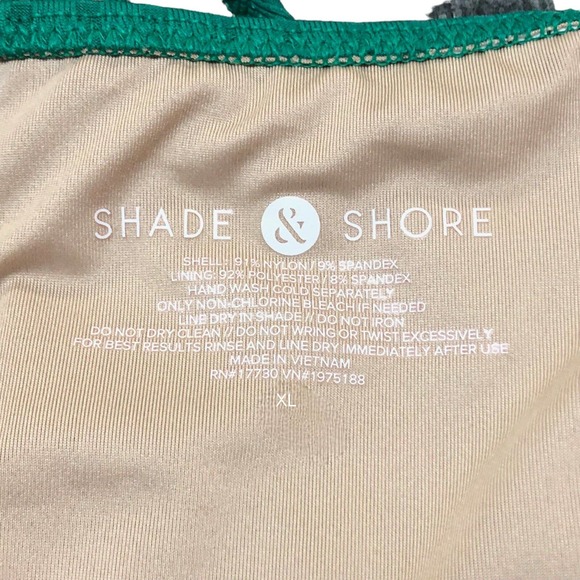 SHADE & SHORE
SHELL: 91% NYLON / 9% SPANDEX
LINING: 92% POLYESTER / 8% SPANDEX
HAND WASH COLD SEPARATELY
ONLY NON-CHLORINE BLEACH IF NEEDED
LINE DRY IN SHADE // DO NOT IRON
DO NOT DRY CLEAN // DO NOT WRING OR TWIST EXCESSIVELY
FOR BEST RESULTS RINSE AND LINE DRY IMMEDIATELY AFTER USE
MADE IN VIETNAM
RN#17730 VN#1975188
XL